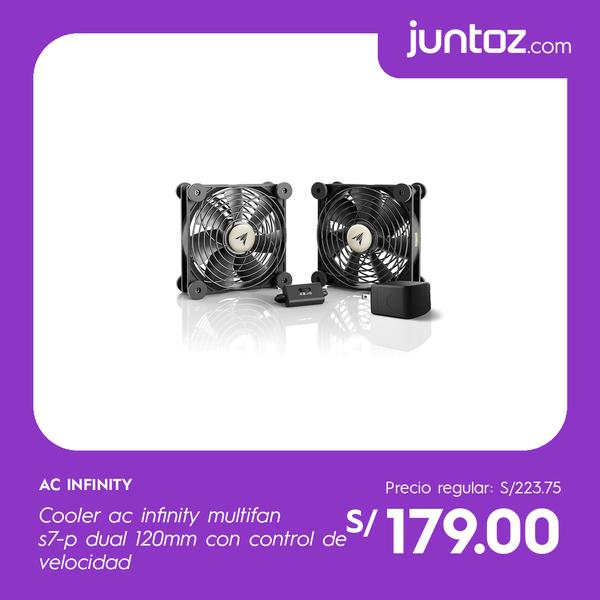 juntoz.com
AC INFINITY
Cooler ac infinity multifan
s7-p dual 120mm con control de
velocidad
Precio regular: S/223.75
S/179.00